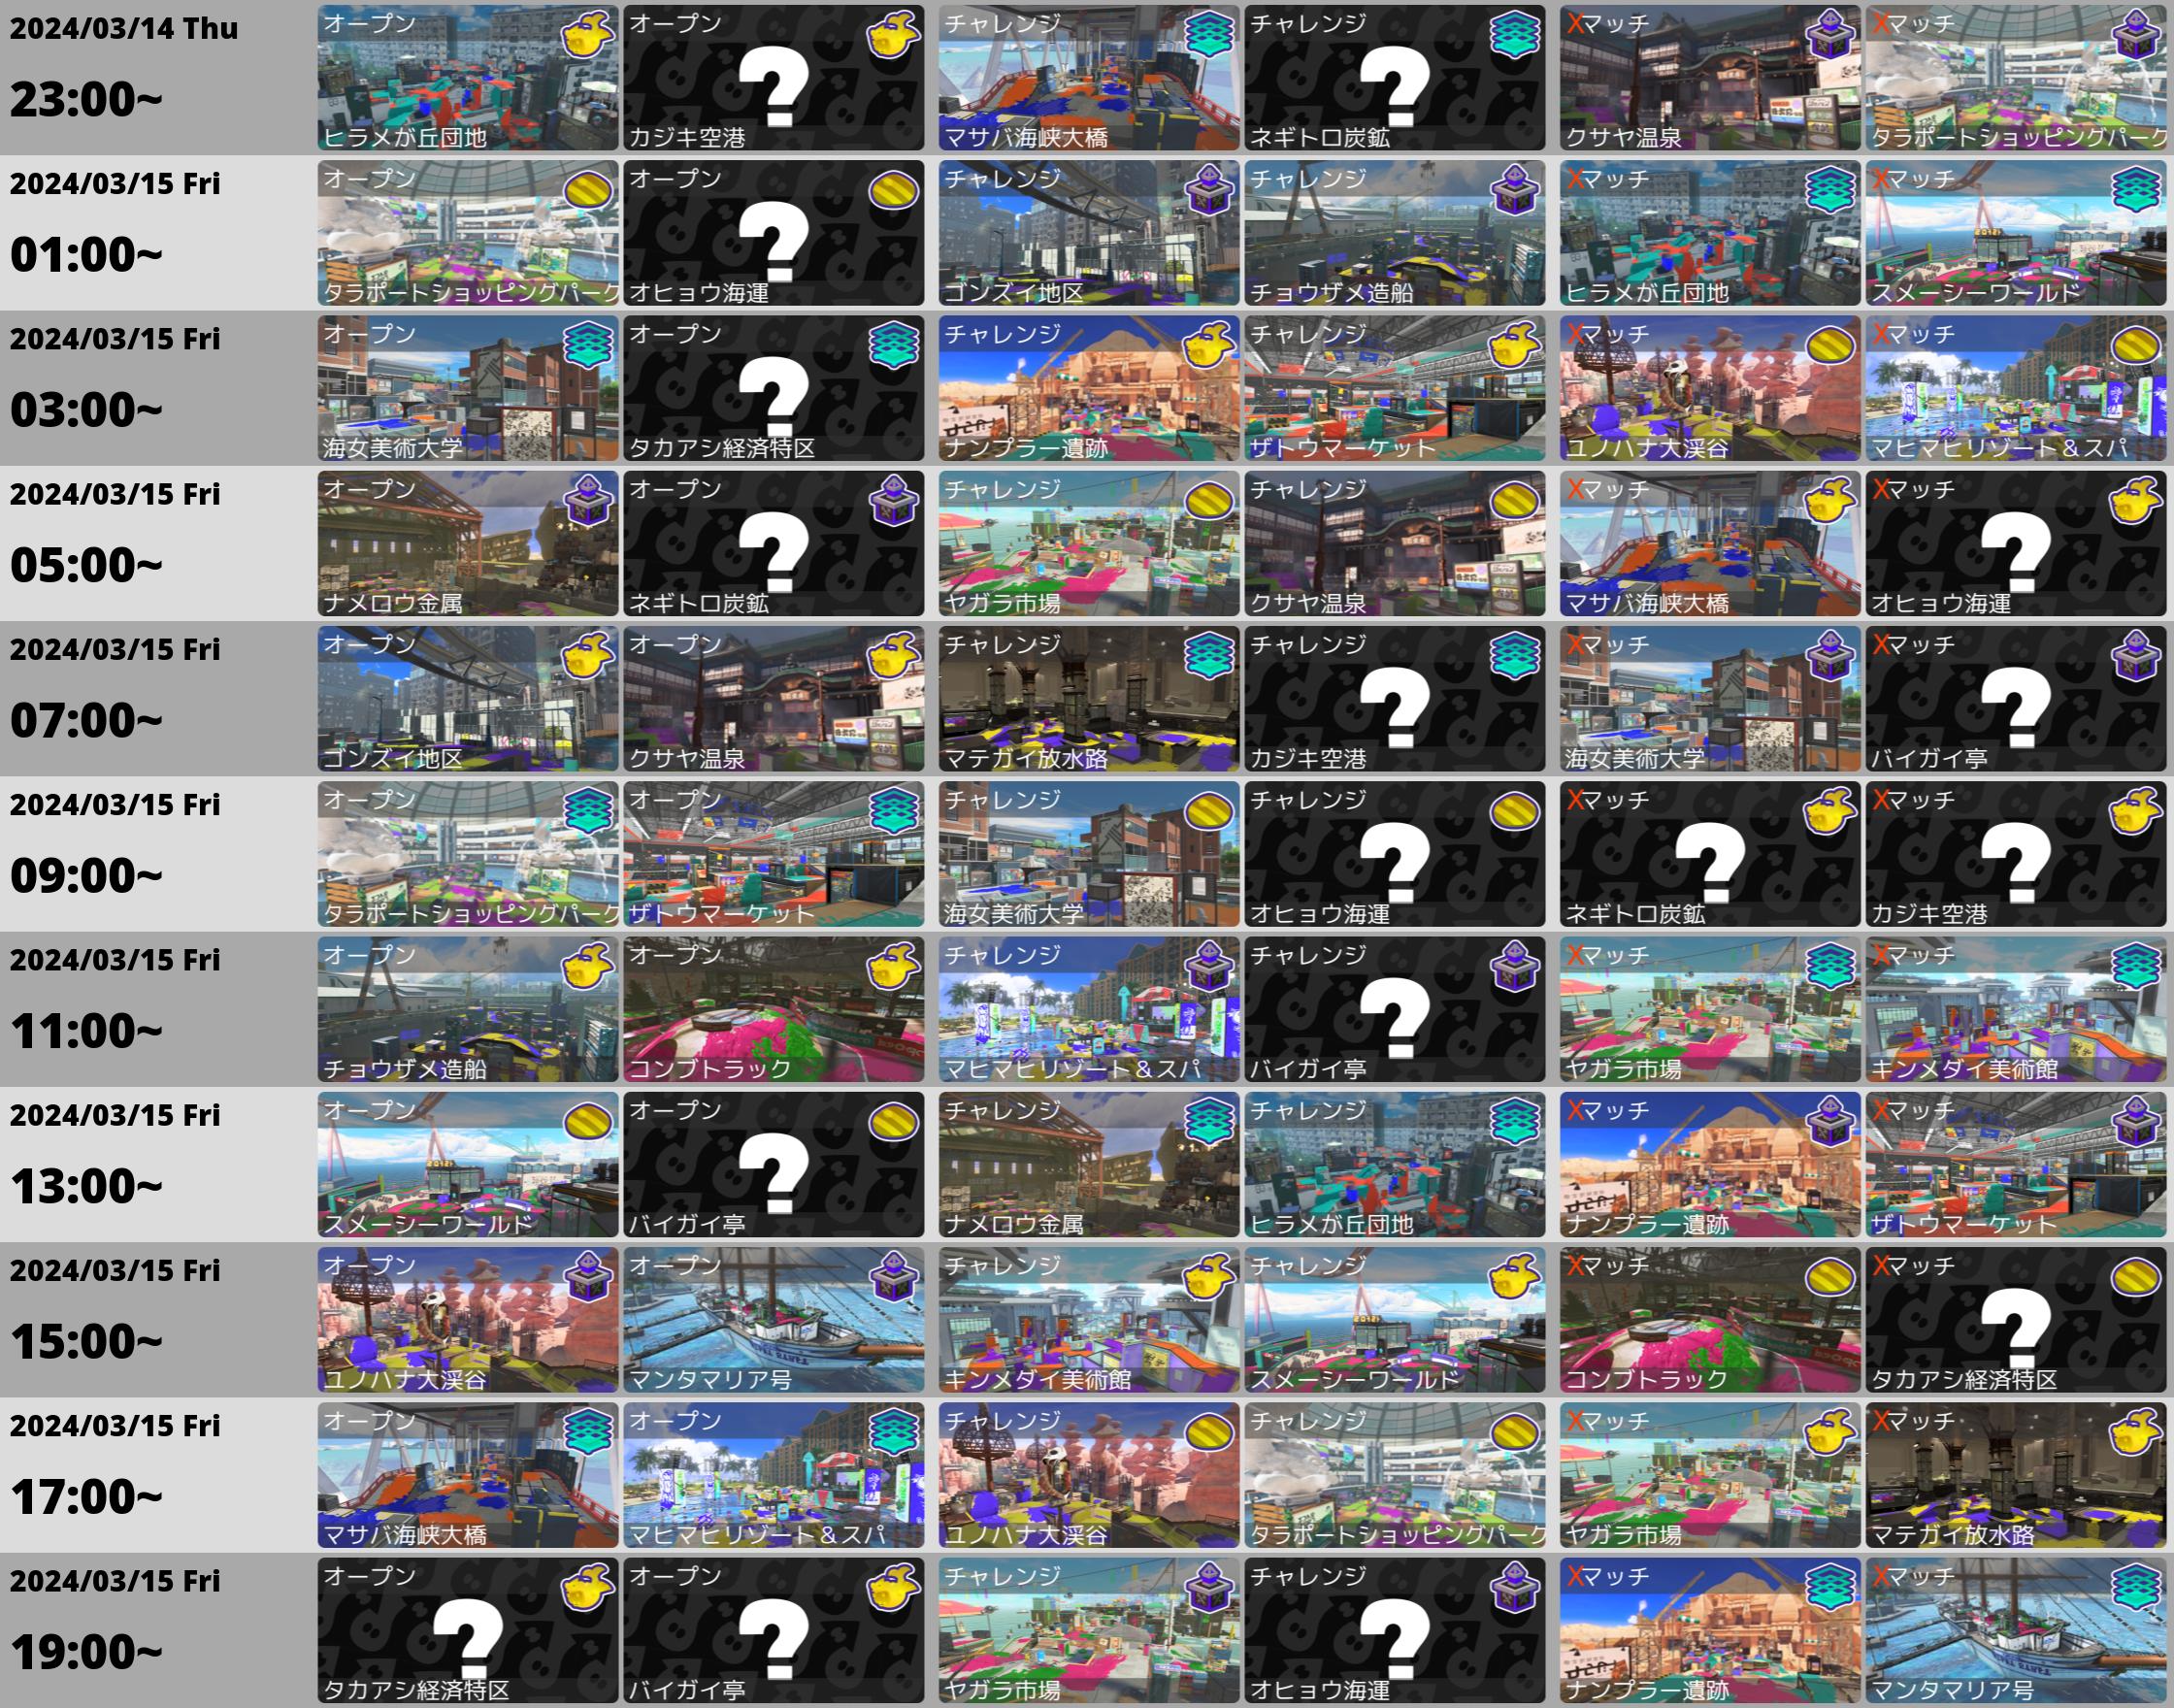 2024/03/14 Thu
23:00~
オープン
ヒラメが丘団地
オープン
カジキ空港
チャレンジ
マサバ海峡大橋
チャレンジ
ネギトロ炭鉱
Xマッチ
クサヤ温泉
Xマッチ
タラポートショッピングパーク
2024/03/15 Fri
01:00~
オープン
タラポートショッピングパーク
オープン
オヒョウ海運
チャレンジ
ゴンズイ地区
チャレンジ
チョウザメ造船
Xマッチ
ヒラメが丘団地
Xマッチ
スメーシーワールド
2024/03/15 Fri
03:00~
オープン
海女美術大学
オープン
タカアシ経済特区
チャレンジ
ナンプラー遺跡
チャレンジ
ザトウマーケット
Xマッチ
ユノハナ大渓谷
Xマッチ
マヒマヒリゾート＆スパ
2024/03/15 Fri
05:00~
オープン
ナメロウ金属
オープン
ネギトロ炭鉱
チャレンジ
ヤガラ市場
チャレンジ
クサヤ温泉
Xマッチ
マサバ海峡大橋
Xマッチ
オヒョウ海運
2024/03/15 Fri
07:00~
オープン
ゴンズイ地区
オープン
クサヤ温泉
チャレンジ
マテガイ放水路
チャレンジ
カジキ空港
Xマッチ
海女美術大学
Xマッチ
バイガイ亭
2024/03/15 Fri
09:00~
オープン
タラポートショッピングパーク
オープン
ザトウマーケット
チャレンジ
海女美術大学
チャレンジ
オヒョウ海運
Xマッチ
ネギトロ炭鉱
Xマッチ
カジキ空港
2024/03/15 Fri
11:00~
オープン
チョウザメ造船
オープン
コンブトラック
チャレンジ
マヒマヒリゾート＆スパ
チャレンジ
バイガイ亭
Xマッチ
ヤガラ市場
Xマッチ
キンメダイ美術館
2024/03/15 Fri
13:00~
オープン
スメーシーワールド
オープン
バイガイ亭
チャレンジ
ナメロウ金属
チャレンジ
ヒラメが丘団地
Xマッチ
ナンプラー遺跡
Xマッチ
ザトウマーケット
2024/03/15 Fri
15:00~
オープン
ユノハナ大渓谷
オープン
マンタマリア号
チャレンジ
キンメダイ美術館
チャレンジ
スメーシーワールド
Xマッチ
コンブトラック
Xマッチ
タカアシ経済特区
2024/03/15 Fri
17:00~
オープン
マサバ海峡大橋
オープン
マヒマヒリゾート＆スパ
チャレンジ
ユノハナ大渓谷
チャレンジ
タラポートショッピングパーク
Xマッチ
ヤガラ市場
Xマッチ
マテガイ放水路
2024/03/15 Fri
19:00~
オープン
タカアシ経済特区
オープン
バイガイ亭
チャレンジ
ヤガラ市場
チャレンジ
オヒョウ海運
Xマッチ
ナンプラー遺跡
Xマッチ
マンタマリア号